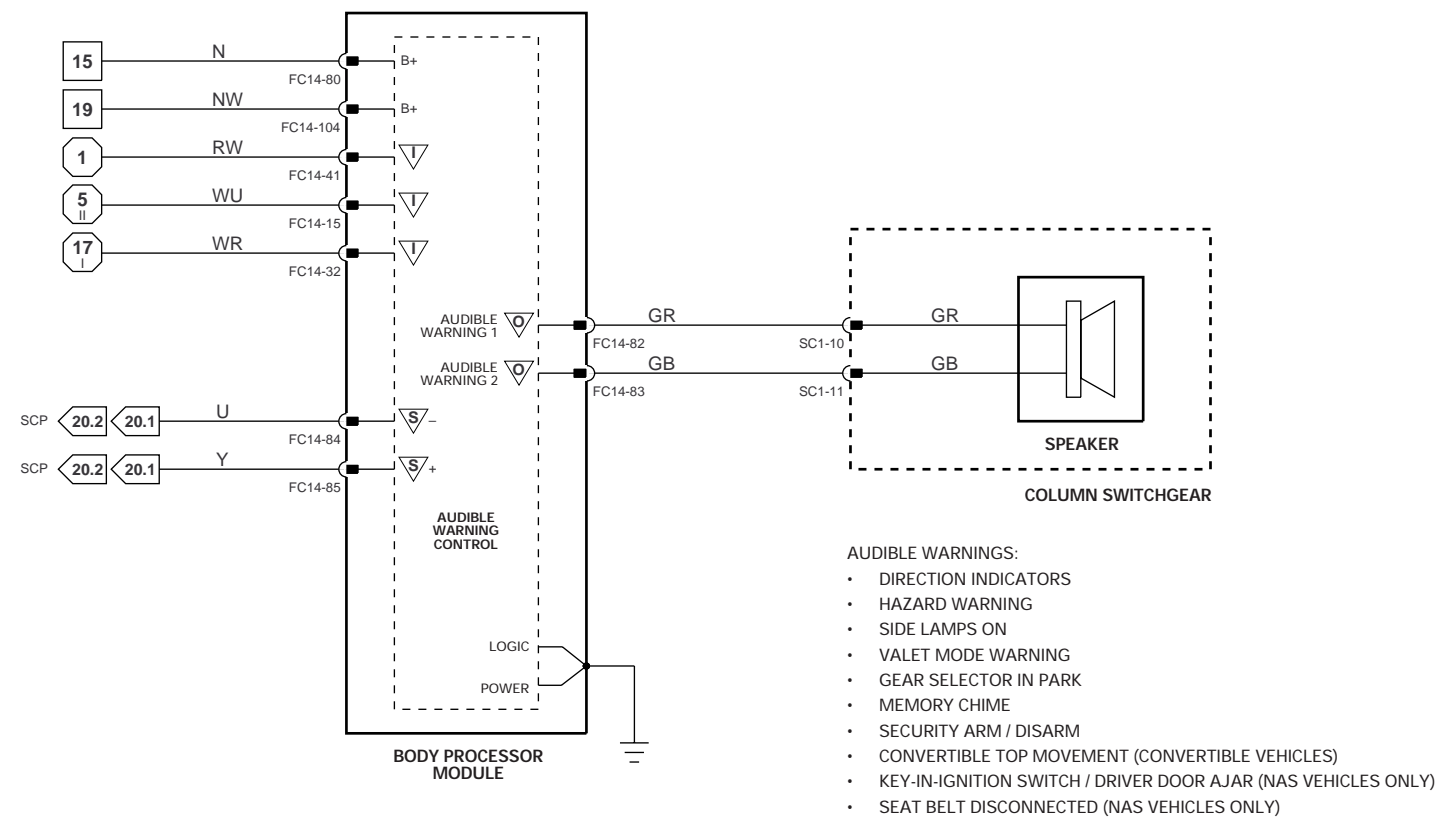 15 N FC14-80 B+
19 NW FC14-104 B+
1 RW FC14-41 I
5 II WU FC14-15 I
17 I WR FC14-32 I
AUDIBLE WARNING 1 O FC14-82 GR SC1-10 GR
AUDIBLE WARNING 2 O FC14-83 GB SC1-11 GB
SPEAKER
COLUMN SWITCHGEAR
SCP 20.2 20.1 U FC14-84 S –
SCP 20.2 20.1 Y FC14-85 S +
AUDIBLE
WARNING
CONTROL
LOGIC
POWER
BODY PROCESSOR
MODULE
AUDIBLE WARNINGS:
• DIRECTION INDICATORS
• HAZARD WARNING
• SIDE LAMPS ON
• VALET MODE WARNING
• GEAR SELECTOR IN PARK
• MEMORY CHIME
• SECURITY ARM / DISARM
• CONVERTIBLE TOP MOVEMENT (CONVERTIBLE VEHICLES)
• KEY-IN-IGNITION SWITCH / DRIVER DOOR AJAR (NAS VEHICLES ONLY)
• SEAT BELT DISCONNECTED (NAS VEHICLES ONLY)